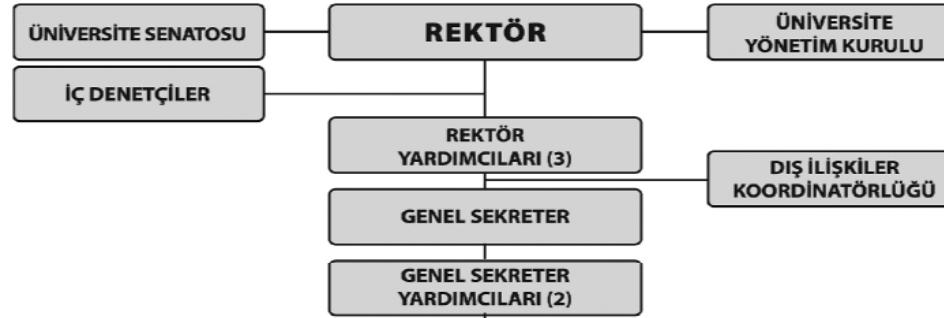 ÜNİVERSİTE SENATOSU
REKTÖR
ÜNİVERSİTE
YÖNETİM KURULU
İÇ DENETÇİLER
REKTÖR
YARDIMCILARI (3)
DIŞ İLİŞKİLER
KOORDİNATÖRLÜĞÜ
GENEL SEKRETER
GENEL SEKRETER
YARDIMCILARI (2)